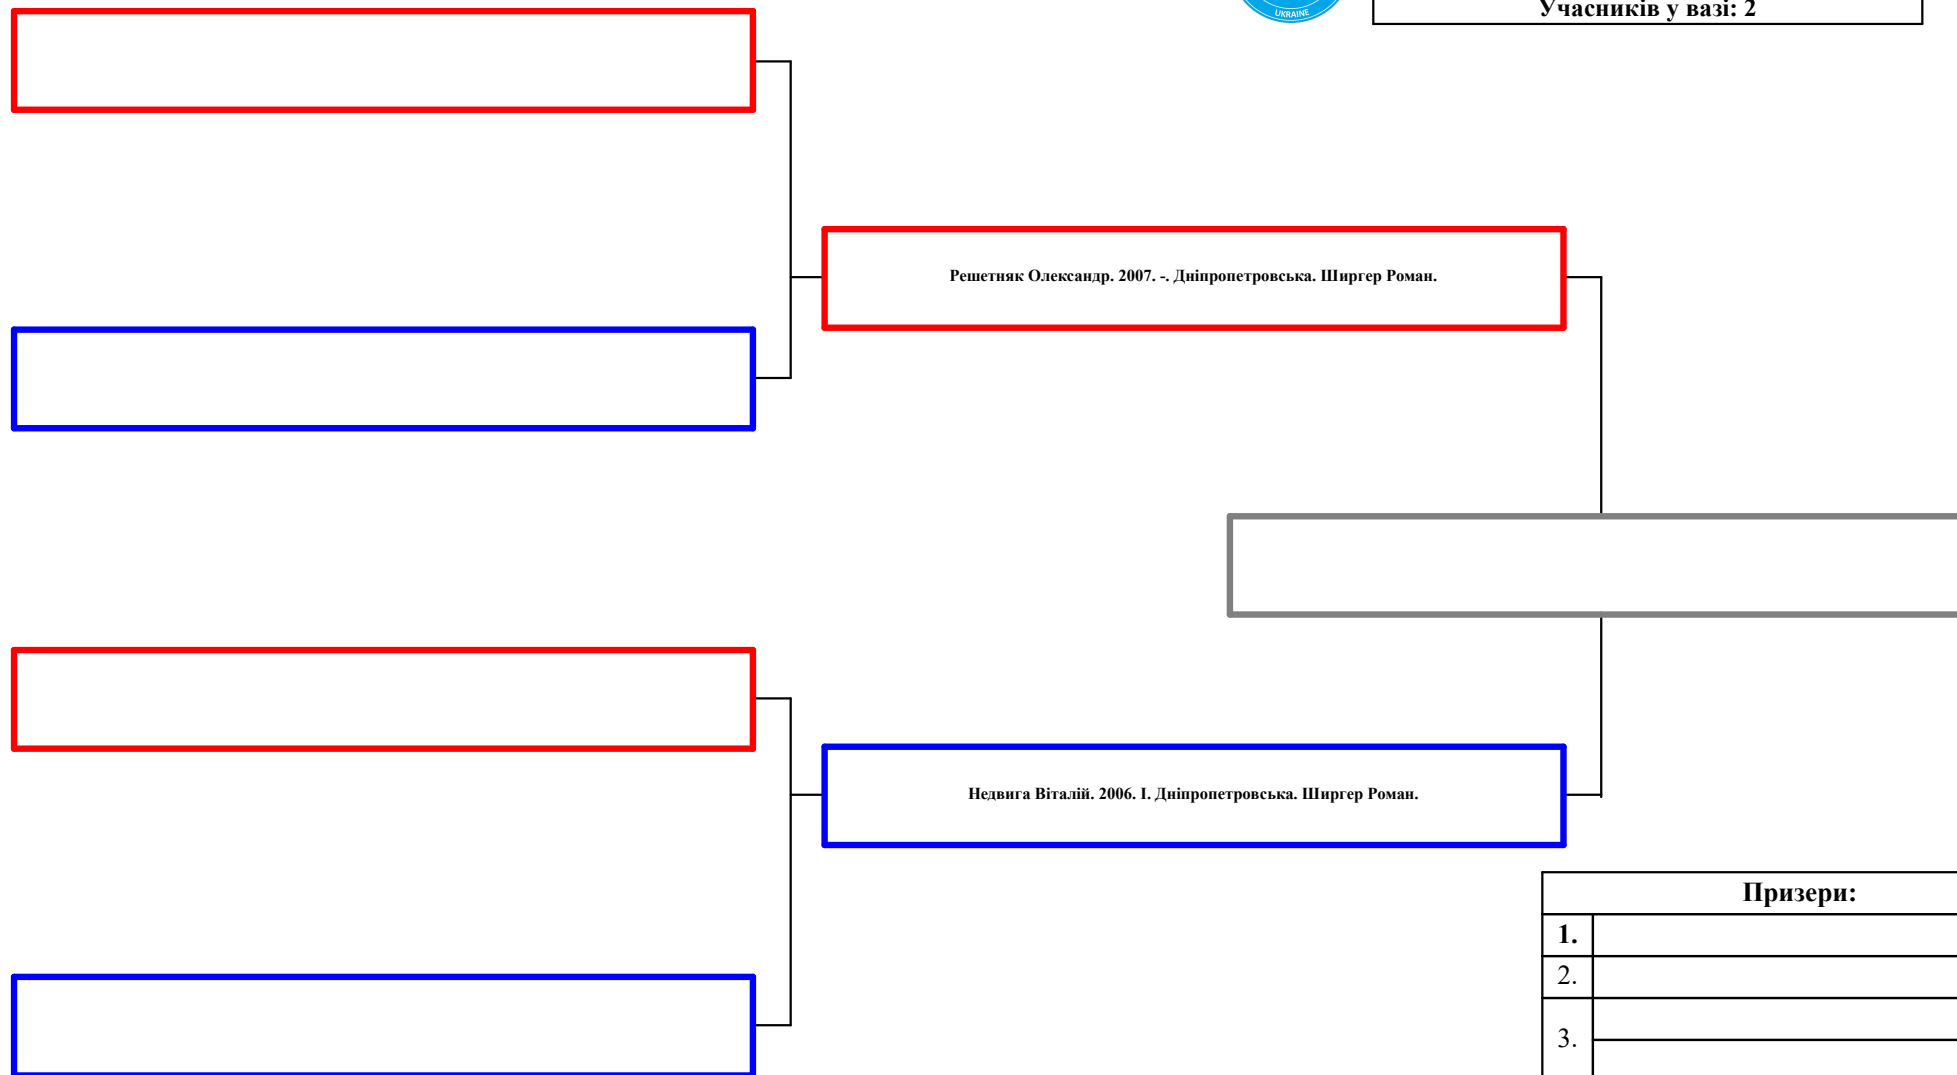 UKRAINE
Учасників у вазі: 2
Решетняк Олександр. 2007. -. Дніпропетровська. Ширгер Роман.
Недвига Віталій. 2006. І. Дніпропетровська. Ширгер Роман.
Призери:
1.
2.
3.